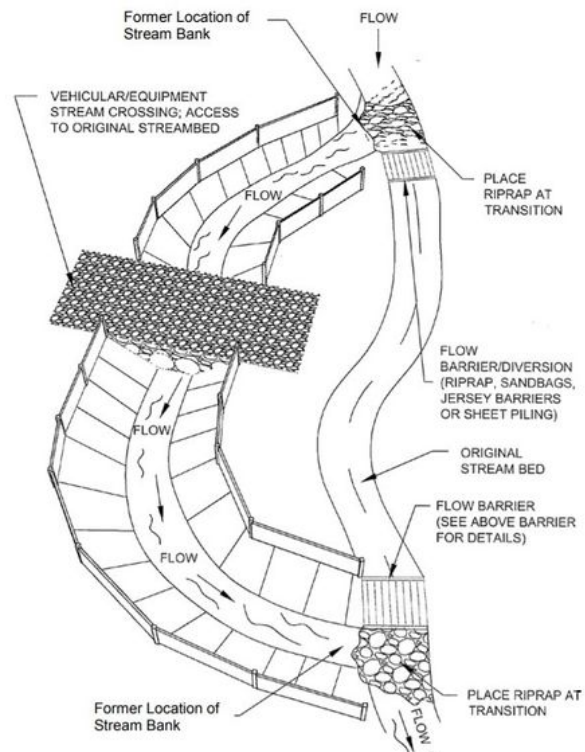 Former Location of
Stream Bank
FLOW
VEHICULAR/EQUIPMENT
STREAM CROSSING; ACCESS
TO ORIGINAL STREAMBED
PLACE
RIPRAP AT
TRANSITION
FLOW
FLOW
BARRIER/DIVERSION
(RIPRAP, SANDBAGS,
JERSEY BARRIERS
OR SHEET PILING)
FLOW
ORIGINAL
STREAM BED
FLOW BARRIER
(SEE ABOVE BARRIER
FOR DETAILS)
FLOW
Former Location of
Stream Bank
PLACE RIPRAP AT
TRANSITION
FLOW